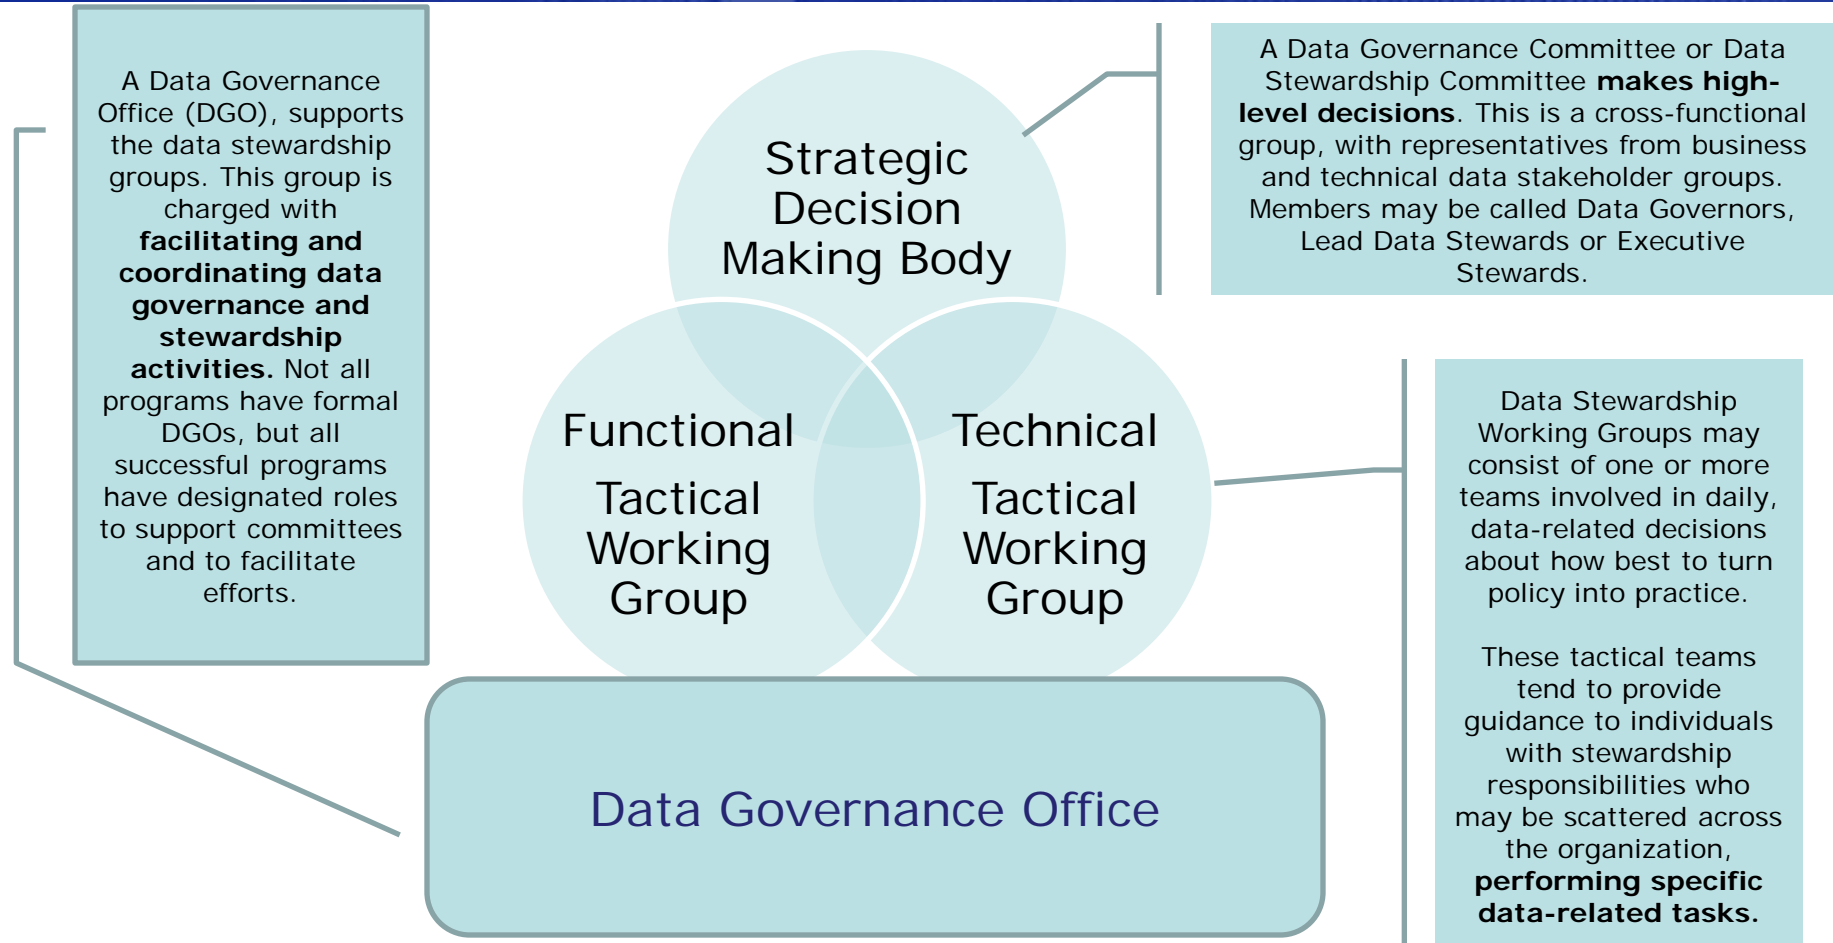 A Data Governance
Office (DGO), supports
the data stewardship
groups. This group is
charged with
facilitating and
coordinating data
governance and
stewardship
activities. Not all
programs have formal
DGOs, but all
successful programs
have designated roles
to support committees
and to facilitate
efforts.
Strategic
Decision
Making Body
Functional
Tactical
Working
Group
Technical
Tactical
Working
Group
Data Governance Office
A Data Governance Committee or Data
Stewardship Committee makes high-
level decisions. This is a cross-functional
group, with representatives from business
and technical data stakeholder groups.
Members may be called Data Governors,
Lead Data Stewards or Executive
Stewards.
Data Stewardship
Working Groups may
consist of one or more
teams involved in daily,
data-related decisions
about how best to turn
policy into practice.
These tactical teams
tend to provide
guidance to individuals
with stewardship
responsibilities who
may be scattered across
the organization,
performing specific
data-related tasks.